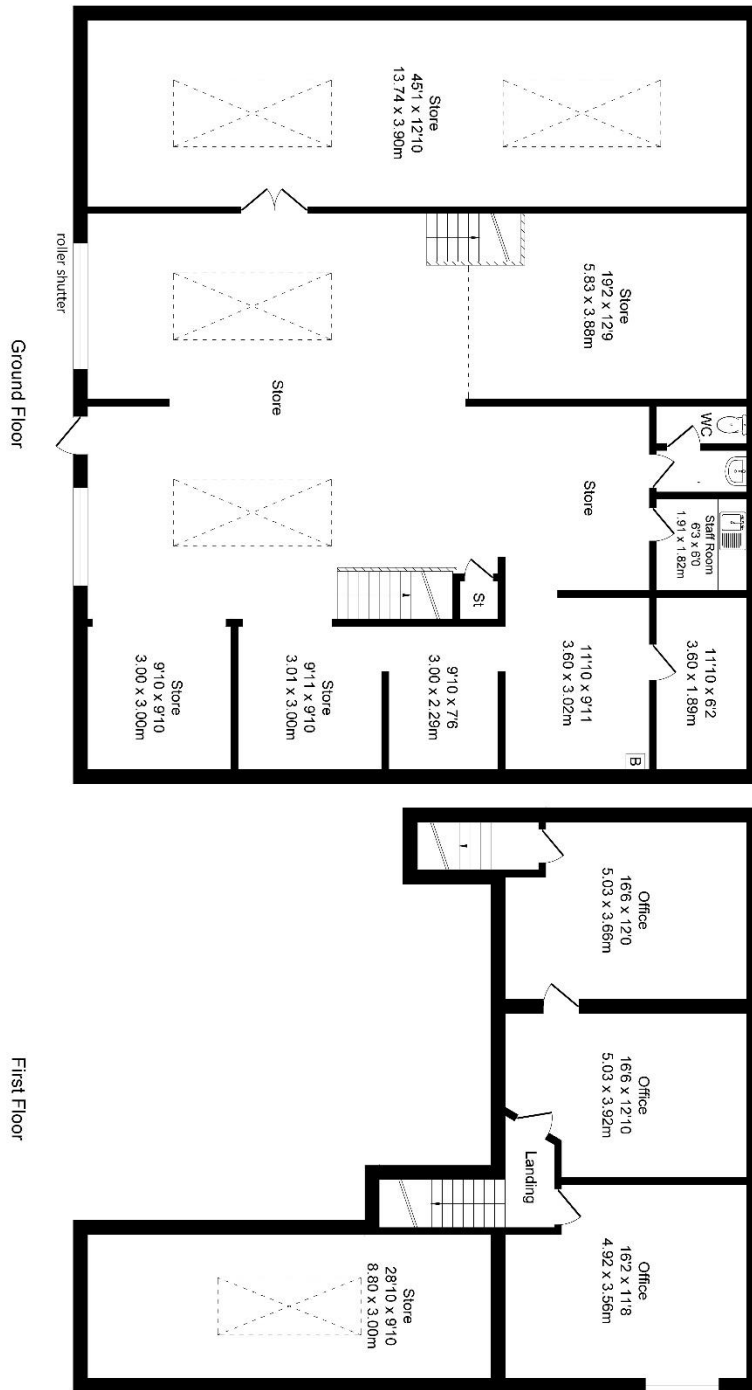 Store
45'1 x 12'10
13.74 x 3.90m
Store
19'2 x 12'9
5.83 x 3.88m
roller shutter
Store
Store
WC
Staff Room
6'3 x 6'0
1.91 x 1.82m
St
11'10 x 6'2
3.60 x 1.89m
11'10 x 9'11
3.60 x 3.02m
B
9'10 x 7'6
3.00 x 2.29m
Store
9'11 x 9'10
3.01 x 3.00m
Store
9'10 x 9'10
3.00 x 3.00m
Ground Floor
Office
16'6 x 12'0
5.03 x 3.66m
Office
16'6 x 12'10
5.03 x 3.92m
Landing
Office
16'2 x 11'8
4.92 x 3.56m
Store
28'10 x 9'10
8.80 x 3.00m
First Floor